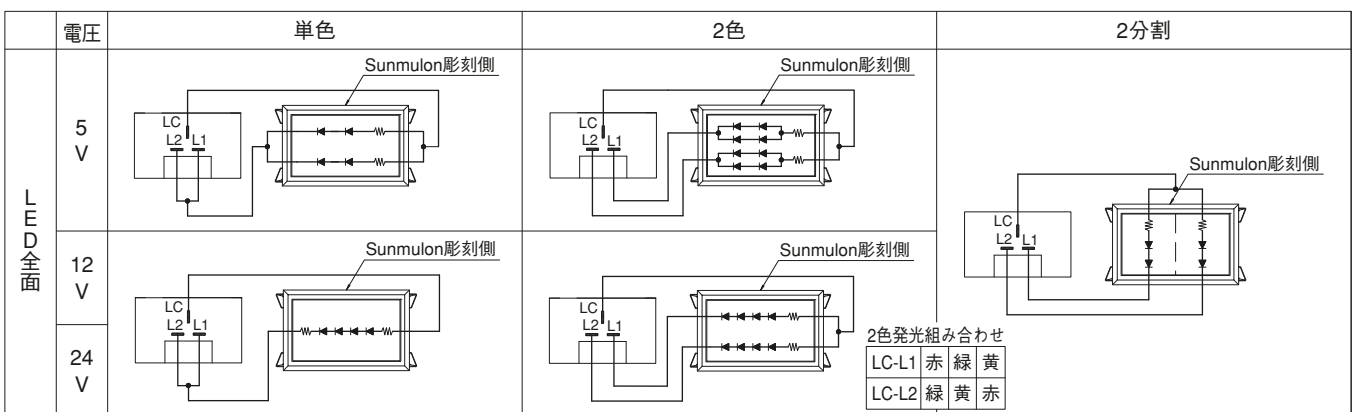 電圧
単色
2色
2分割
LED全面
5
V
Sunmulon彫刻側
LC
L2 L1
Sunmulon彫刻側
LC
L2 L1
Sunmulon彫刻側
LC
L2 L1
12
V
24
V
Sunmulon彫刻側
LC
L2 L1
Sunmulon彫刻側
LC
L2 L1
2色発光組み合わせ
LC-L1 赤 緑 黄
LC-L2 緑 黄 赤